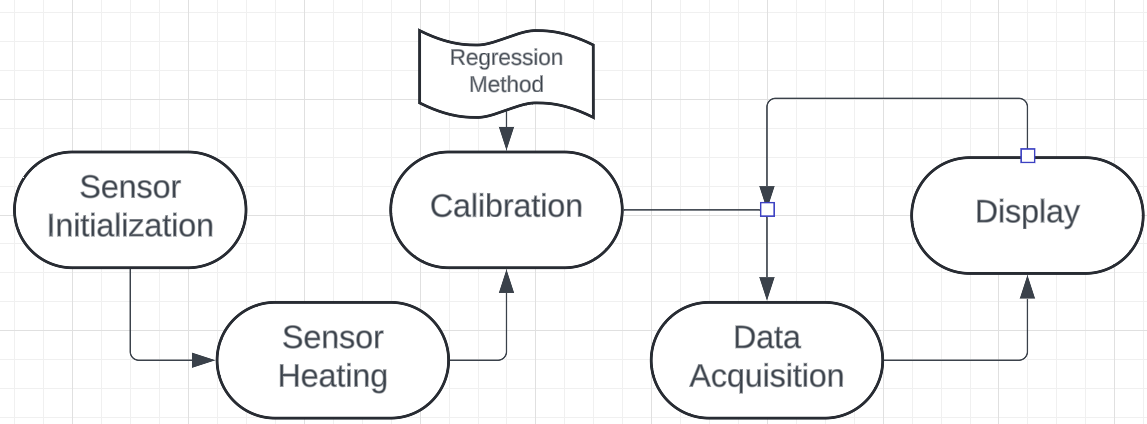 Regression
Method
Sensor
Initialization
Calibration
Display
Sensor
Heating
Data
Acquisition